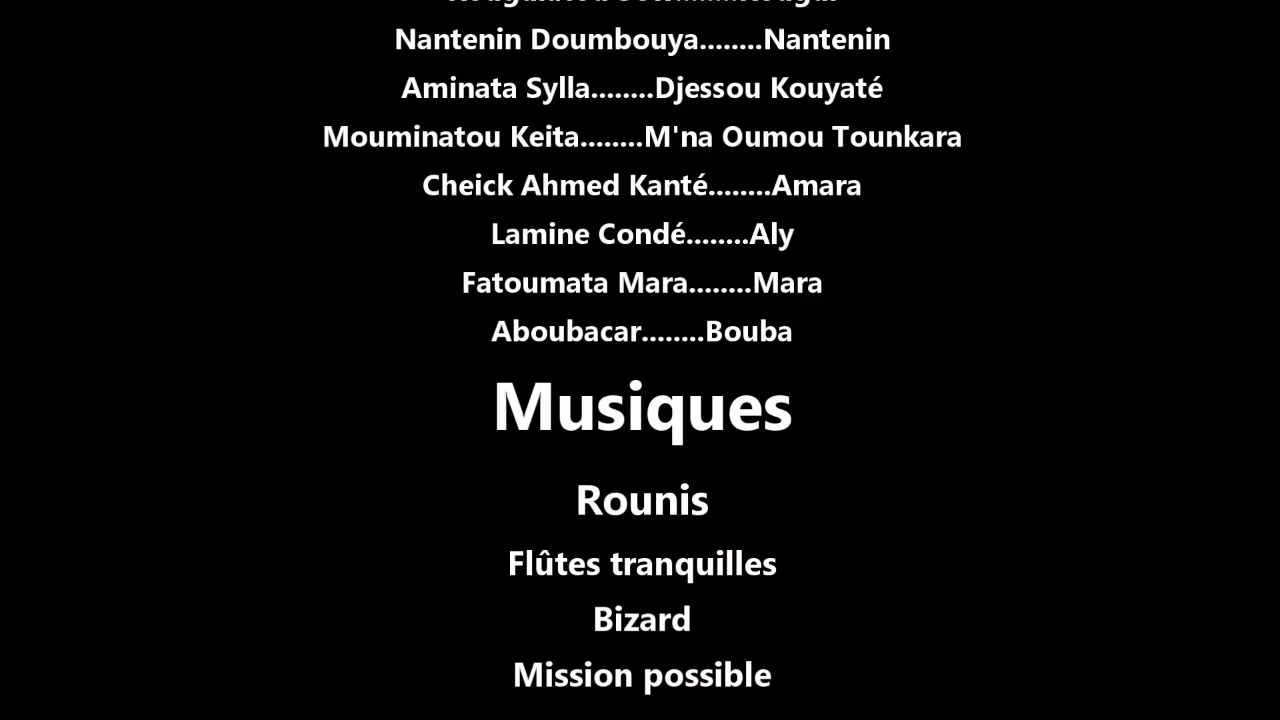 Nantenin Doumbouya........Nantenin
Aminata Sylla........Djessou Kouyaté
Mouminatou Keita........M'na Oumou Tounkara
Cheick Ahmed Kanté........Amara
Lamine Condé........Aly
Fatoumata Mara........Mara
Aboubacar........Bouba
Musiques
Rounis
Flûtes tranquilles
Bizard
Mission possible